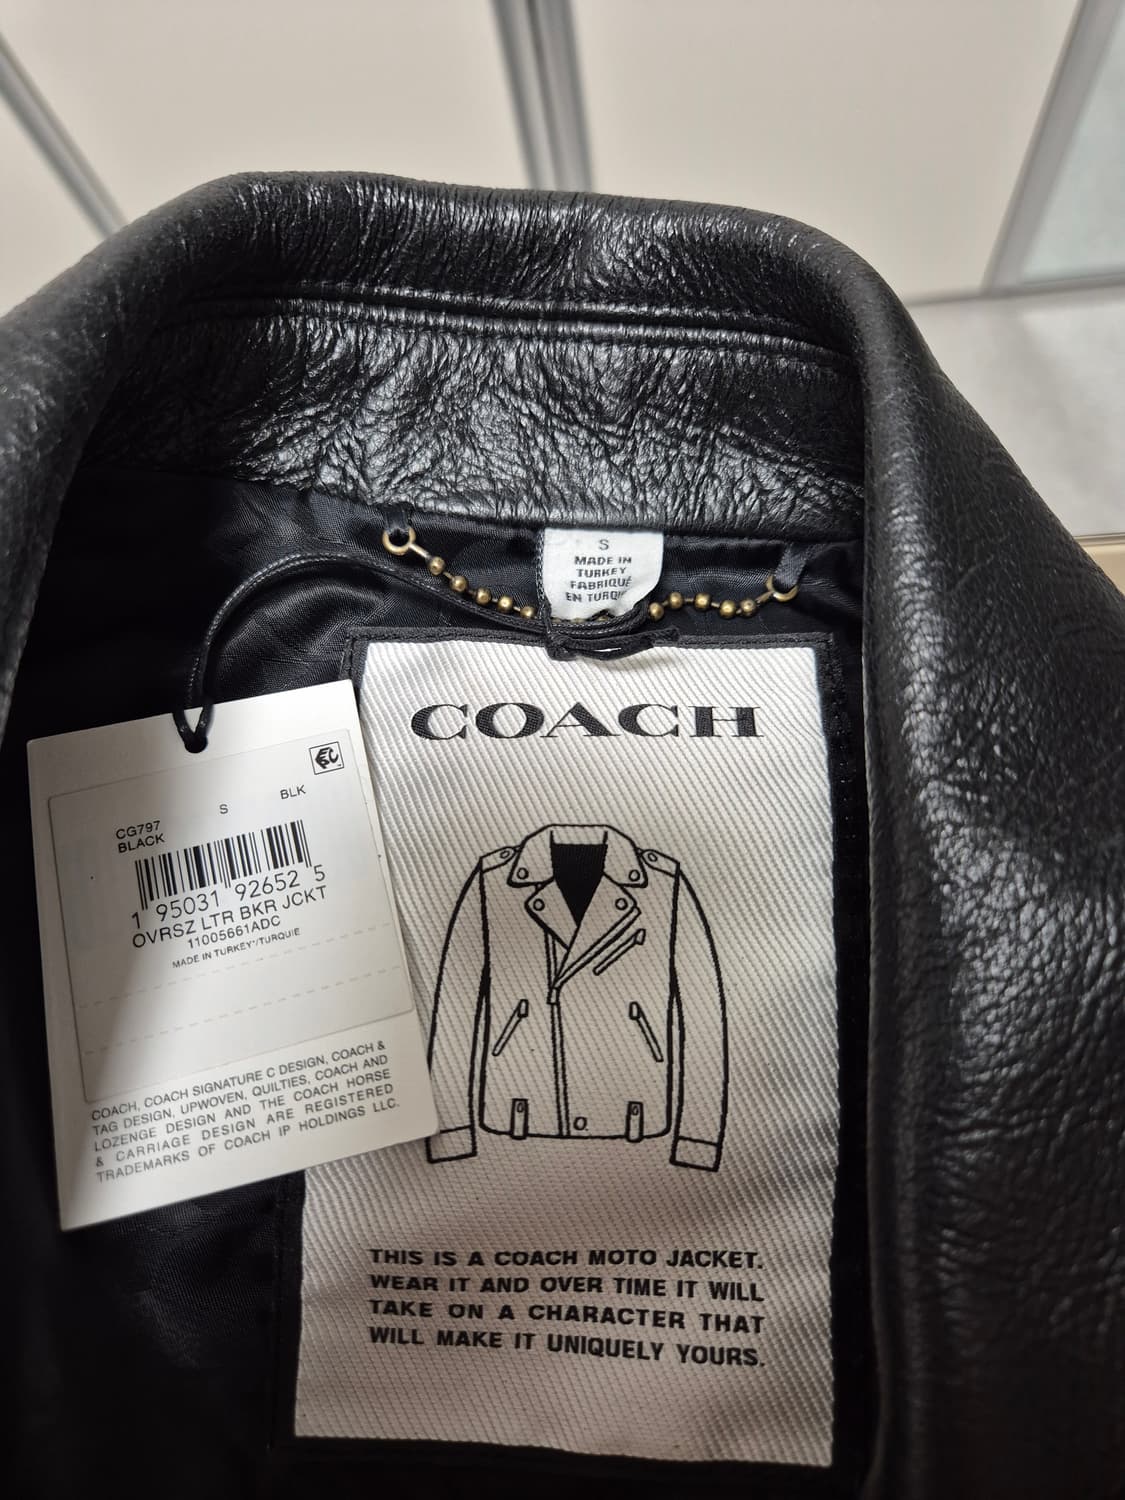 S
MADE IN
TURKEY
FABRIQUÉ
EN
COACH
S BLK
CG797
BLACK
1 95031 92652 5
OVRSZ LTR BKR JCKT
11005661ADC
MADE IN TURKEY*/TURQUIE
COACH, COACH SIGNATURE C DESIGN, COACH &
TAG DESIGN, UPWOVEN, QUILTIES, COACH AND
LOZENGE DESIGN AND THE COACH HORSE
& CARRIAGE DESIGN ARE REGISTERED
TRADEMARKS OF COACH IP HOLDINGS LLC.
THIS IS A COACH MOTO JACKET.
WEAR IT AND OVER TIME IT WILL
TAKE ON A CHARACTER THAT
WILL MAKE IT UNIQUELY YOURS.